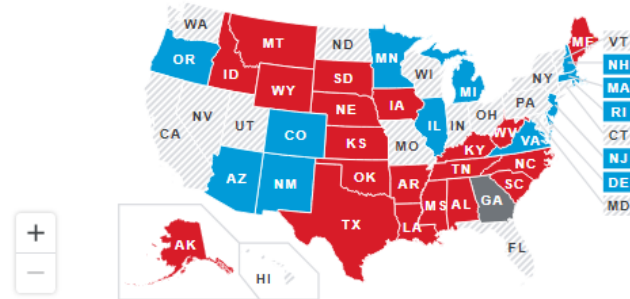 WA
MT
ND
MN
ME
VT
OR
ID
SD
WI
NY
NH
WY
MI
MA
NE
IA
PA
RI
NV
UT
CO
IL
IN
OH
CT
CA
KS
MO
WV
VA
NJ
KY
DE
AZ
NM
OK
AR
TN
NC
MD
MS
AL
GA
SC
TX
LA
FL
AK
HI
+
−